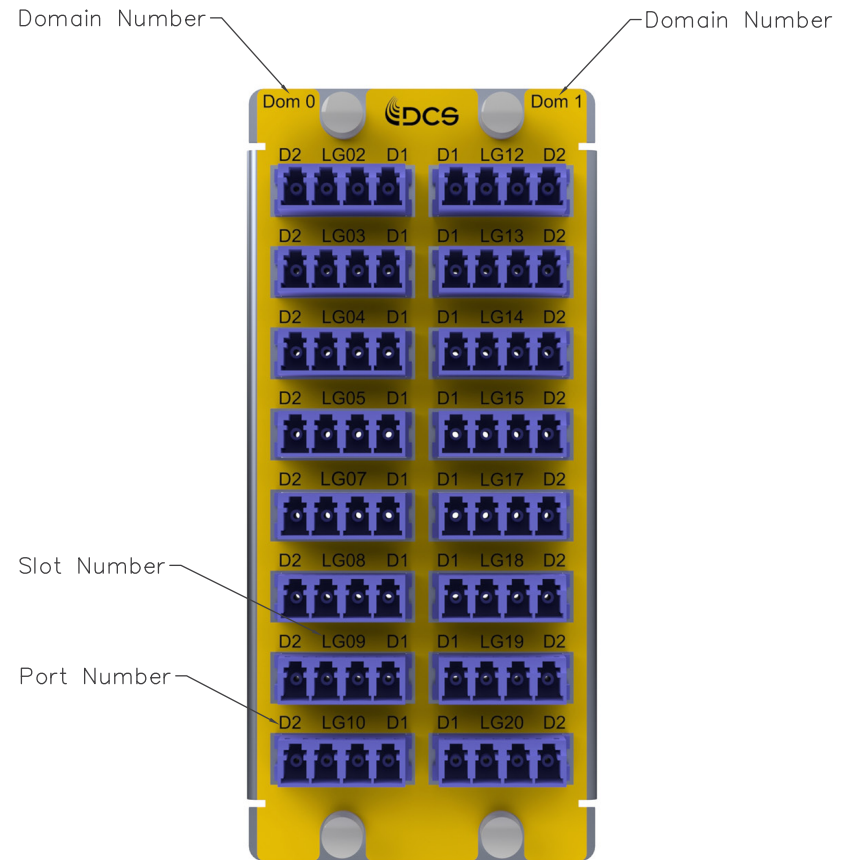 Domain Number
Domain Number
Dom 0
DCS
Dom 1
D2 LG02 D1
D1 LG12 D2
D2 LG03 D1
D1 LG13 D2
D2 LG04 D1
D1 LG14 D2
D2 LG05 D1
D1 LG15 D2
D2 LG07 D1
D1 LG17 D2
Slot Number
D2 LG08 D1
D1 LG18 D2
D2 LG09 D1
D1 LG19 D2
Port Number
D2 LG10 D1
D1 LG20 D2